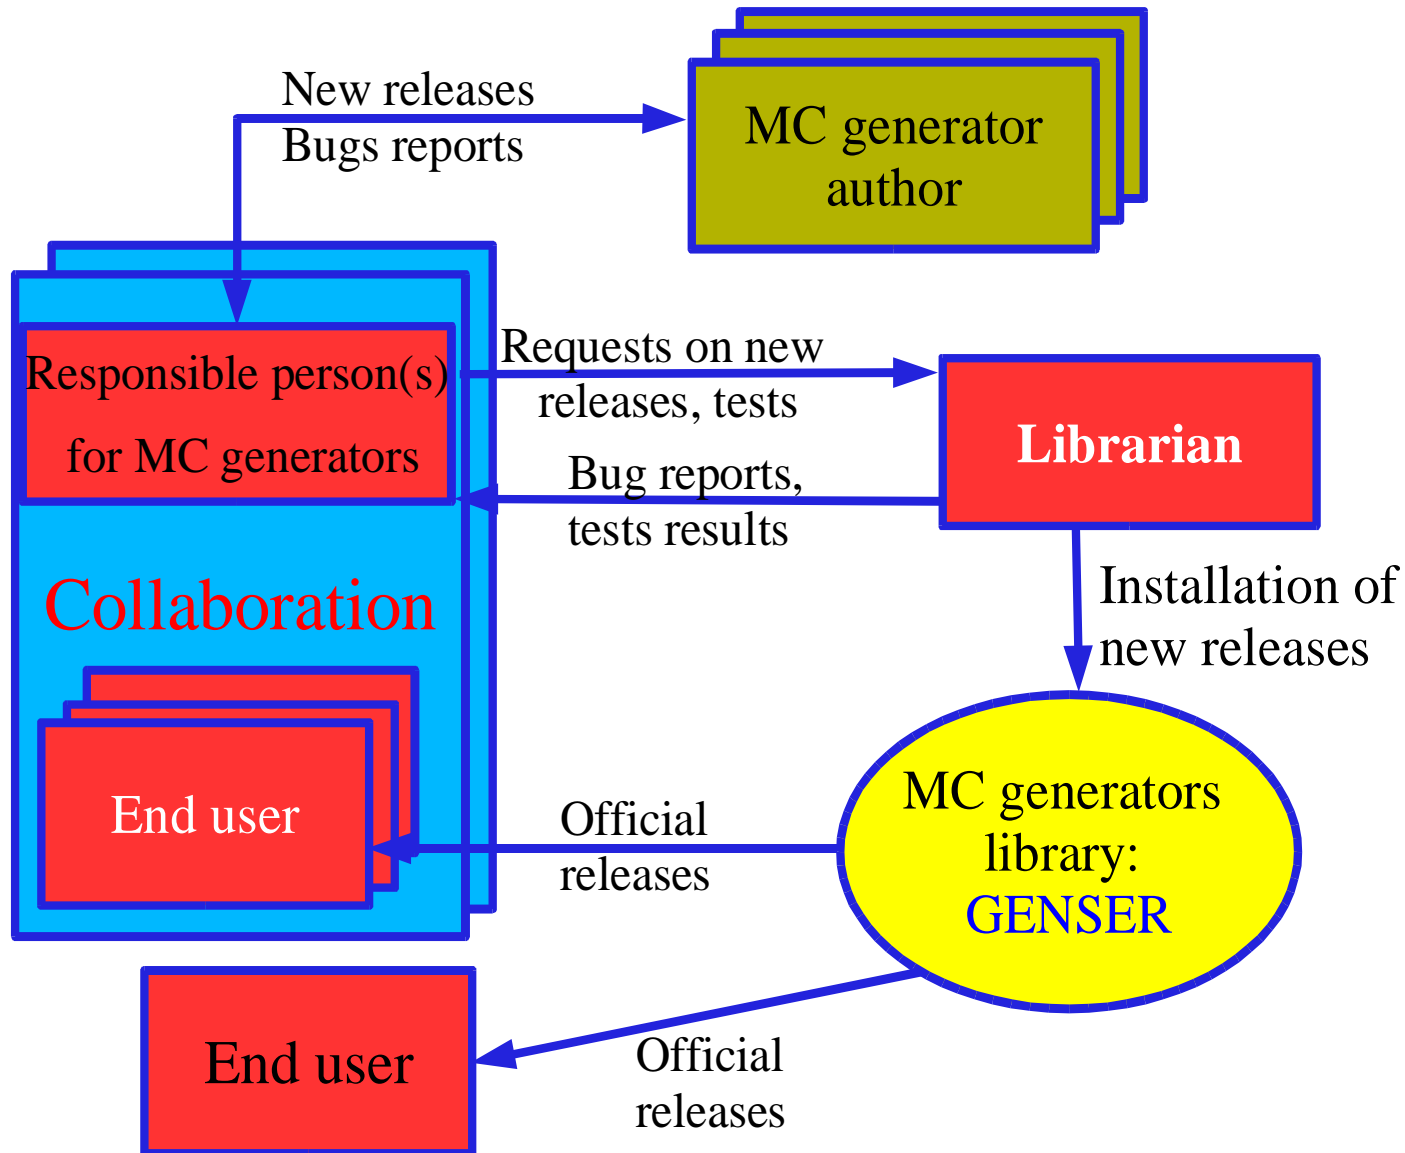 New releases
Bugs reports
MC generator
author
Responsible person(s)
for MC generators
Requests on new
releases, tests
Librarian
Bug reports,
tests results
Collaboration
Installation of
new releases
End user
Official
releases
MC generators
library:
GENSER
End user
Official
releases